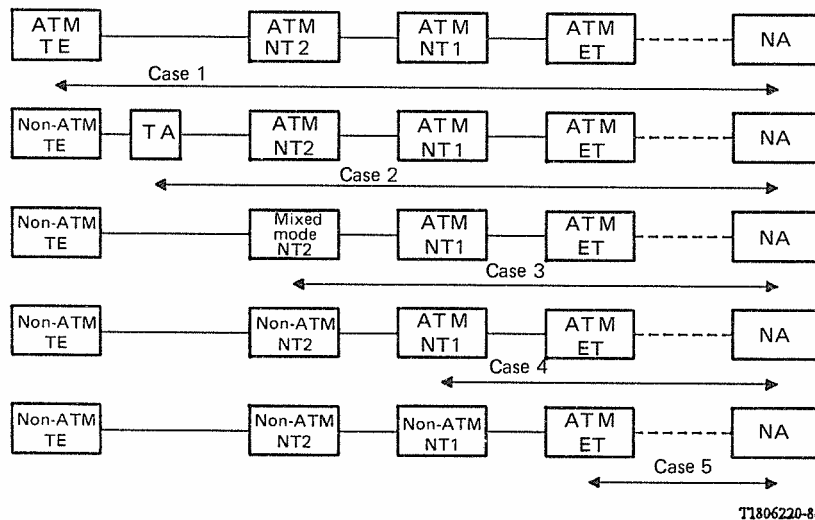 ATM TE
ATM NT2
ATM NT1
ATM ET
NA
Case 1
Non-ATM TE
TA
ATM NT2
ATM NT1
ATM ET
NA
Case 2
Non-ATM TE
Mixed mode NT2
ATM NT1
ATM ET
NA
Case 3
Non-ATM TE
Non-ATM NT2
ATM NT1
ATM ET
NA
Case 4
Non-ATM TE
Non-ATM NT2
Non-ATM NT1
ATM ET
NA
Case 5